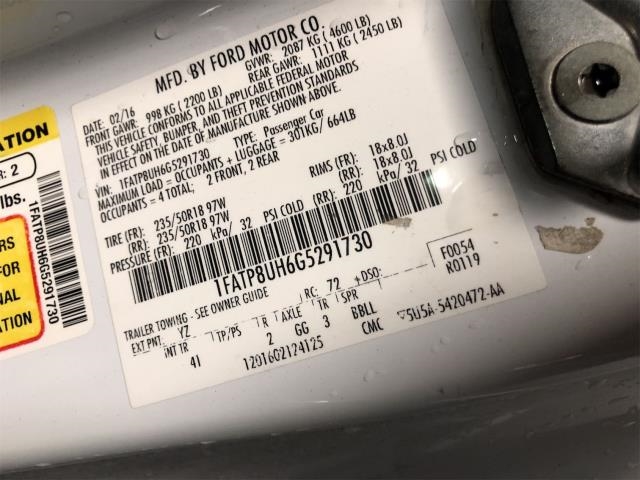 MFD. BY FORD MOTOR CO.
DATE: 02/16 GVWR: 2087 KG (4600 LB)
FRONT GAWR: 998 KG (2200 LB) REAR GAWR: 1111 KG (2450 LB)
THIS VEHICLE CONFORMS TO ALL APPLICABLE FEDERAL MOTOR
VEHICLE SAFETY, BUMPER, AND THEFT PREVENTION STANDARDS
IN EFFECT ON THE DATE OF MANUFACTURE SHOWN ABOVE.
VIN: 1FATP8UH6G5291730 TYPE: Passenger Car
MAXIMUM LOAD = OCCUPANTS + LUGGAGE = 301KG/ 664LB
OCCUPANTS = 4 TOTAL; 2 FRONT, 2 REAR
TIRE (FR): 235/50R18 97W RIMS (FR): 18x8.0J
(RR): 235/50R18 97W (RR): 18x8.0J
PRESSURE (FR): 220 kPa/ 32 PSI COLD (RR): 220 kPa/ 32 PSI COLD
1FATP8UH6G5291730
TRAILER TOWING - SEE OWNER GUIDE
F0054
R0119
EXT PNT: YZ RC: 72 DSO:
INT TR TP/PS R AXLE TR SPR
41 2 GG 3 BBLL
1201602124125 CMC 5U5A-5420472-AA
ATION
R: 2
lbs.
1FATP8UH6G5291730
RS
FOR
NAL
ION